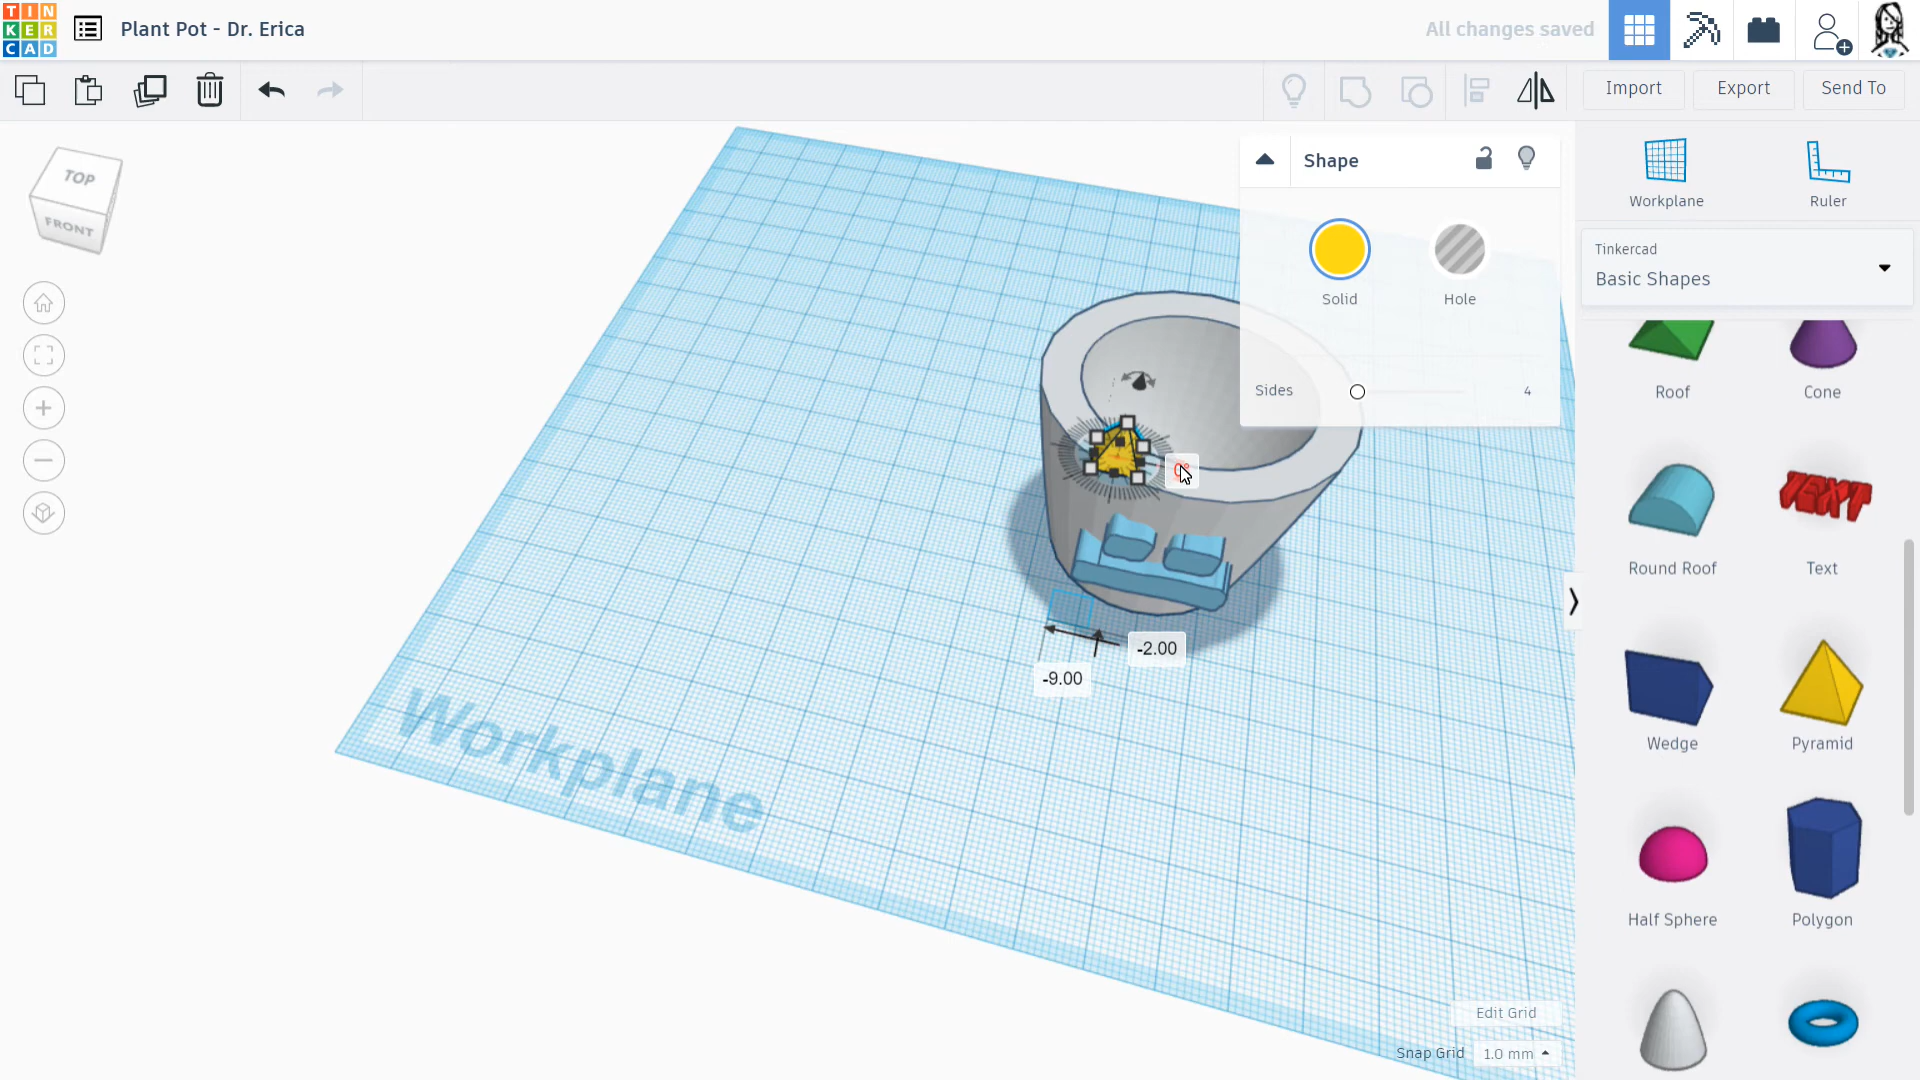 TIN
KER
CAD
Plant Pot - Dr. Erica
All changes saved
Import
Export
Send To
TOP
FRONT
Shape
Solid
Hole
Sides
4
Workplane
Ruler
Tinkercad
Basic Shapes
Roof
Cone
Round Roof
TEXT
Text
Wedge
Pyramid
Half Sphere
Polygon
-2.00
-9.00
Workplane
Edit Grid
Snap Grid
1.0 mm